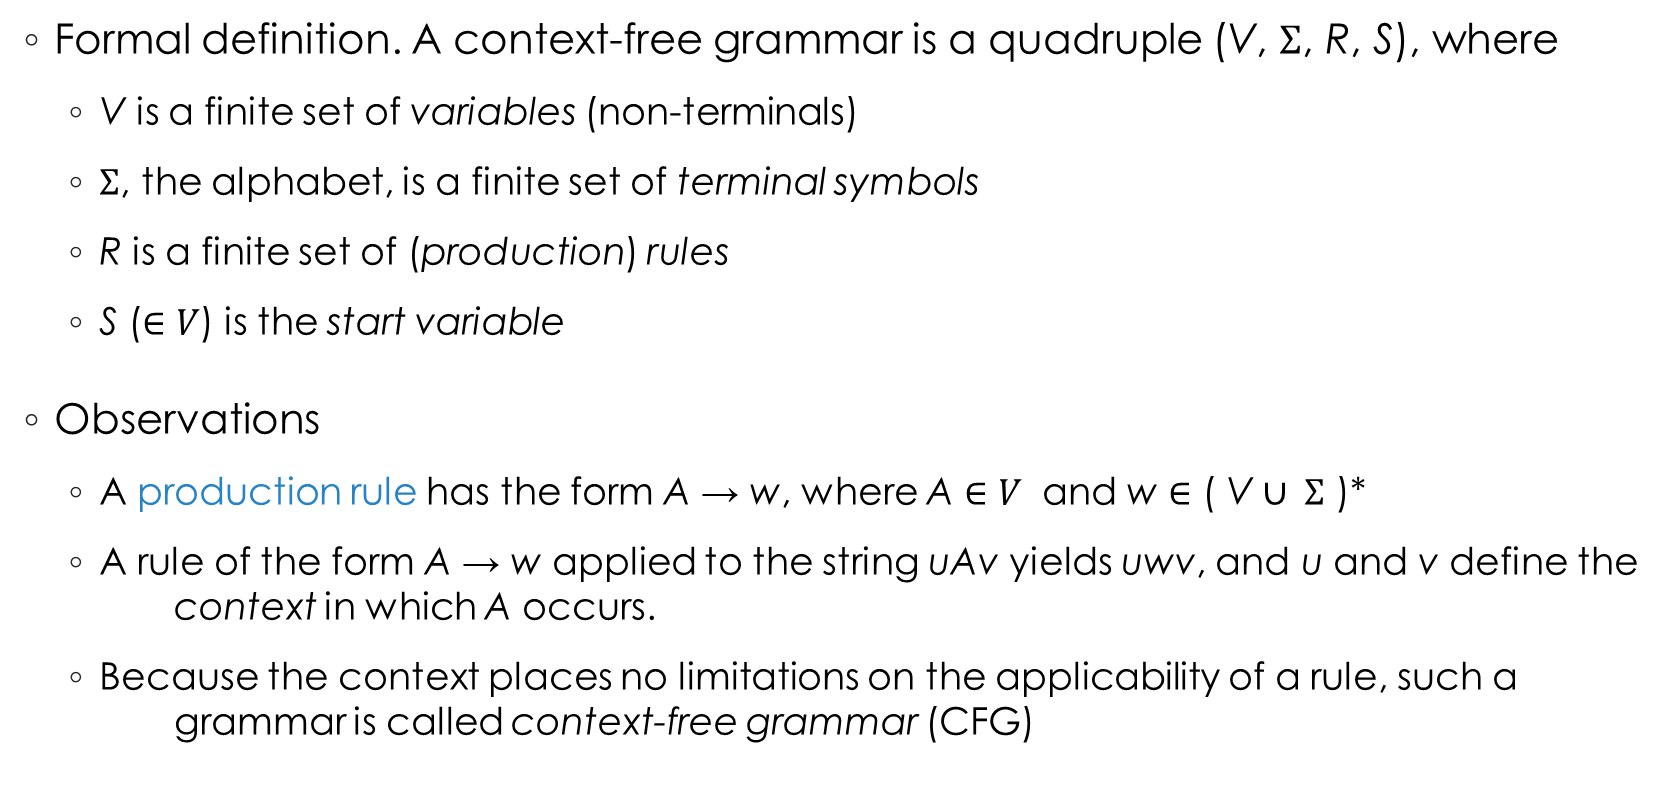 ◦ Formal definition. A context-free grammar is a quadruple (V, Σ, R, S), where
◦ V is a finite set of variables (non-terminals)
◦ Σ, the alphabet, is a finite set of terminal symbols
◦ R is a finite set of (production) rules
◦ S (∈ V) is the start variable
◦ Observations
◦ A production rule has the form A → w, where A ∈ V and w ∈ ( V ∪ Σ )*
◦ A rule of the form A → w applied to the string uAv yields uwv, and u and v define the
context in which A occurs.
◦ Because the context places no limitations on the applicability of a rule, such a
grammar is called context-free grammar (CFG)